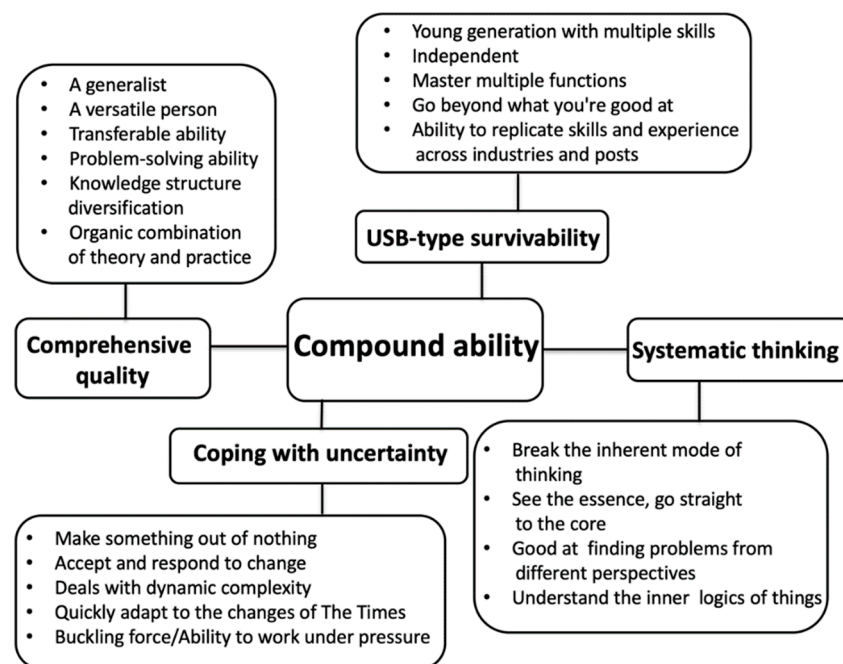 • Young generation with multiple skills
• Independent
• Master multiple functions
• Go beyond what you're good at
• Ability to replicate skills and experience
across industries and posts
• A generalist
• A versatile person
• Transferable ability
• Problem-solving ability
• Knowledge structure
diversification
• Organic combination
of theory and practice
USB-type survivability
Comprehensive
quality
Compound ability
Systematic thinking
Coping with uncertainty
• Break the inherent mode of
thinking
• See the essence, go straight
to the core
• Good at finding problems from
different perspectives
• Understand the inner logics of things
• Make something out of nothing
• Accept and respond to change
• Deals with dynamic complexity
• Quickly adapt to the changes of The Times
• Buckling force/Ability to work under pressure